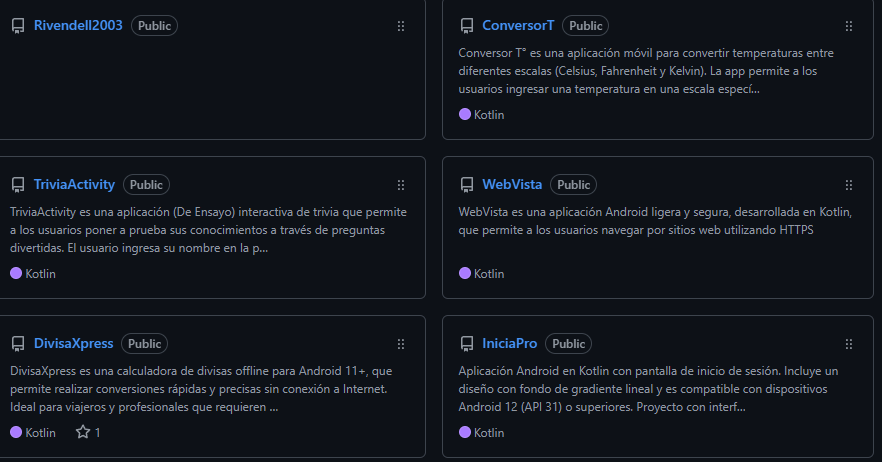 Rivendell2003 Public
ConversorT Public
Conversor T° es una aplicación móvil para convertir temperaturas entre
diferentes escalas (Celsius, Fahrenheit y Kelvin). La app permite a los
usuarios ingresar una temperatura en una escala especí...
Kotlin
TriviaActivity Public
TriviaActivity es una aplicación (De Ensayo) interactiva de trivia que permite
a los usuarios poner a prueba sus conocimientos a través de preguntas
divertidas. El usuario ingresa su nombre en la p...
Kotlin
WebVista Public
WebVista es una aplicación Android ligera y segura, desarrollada en Kotlin,
que permite a los usuarios navegar por sitios web utilizando HTTPS
Kotlin
DivisaXpress Public
DivisaXpress es una calculadora de divisas offline para Android 11+, que
permite realizar conversiones rápidas y precisas sin conexión a Internet.
Ideal para viajeros y profesionales que requieren ...
Kotlin 1
IniciaPro Public
Aplicación Android en Kotlin con pantalla de inicio de sesión. Incluye un
diseño con fondo de gradiente lineal y es compatible con dispositivos
Android 12 (API 31) o superiores. Proyecto con interf...
Kotlin